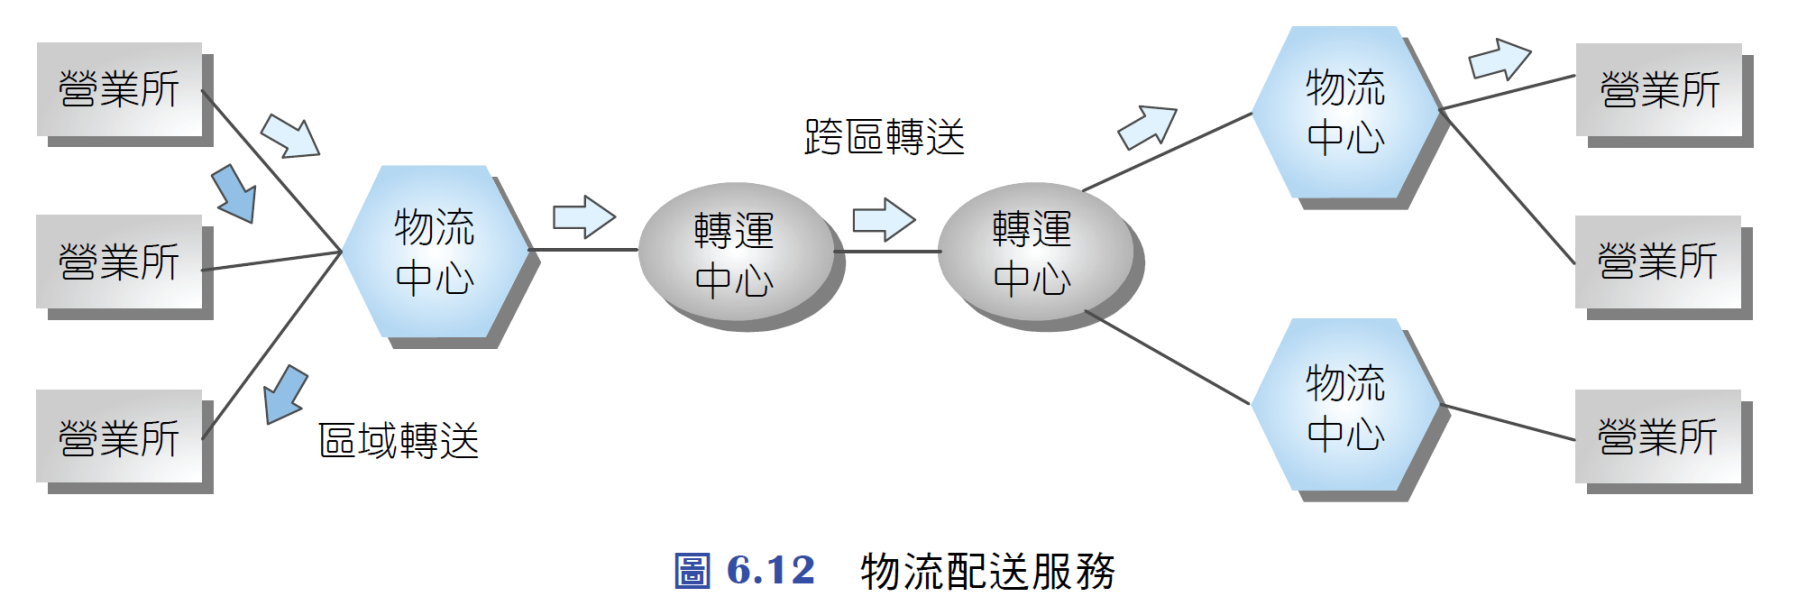 營業所
營業所
營業所
物流
中心
區域轉送
轉運
中心
跨區轉送
轉運
中心
物流
中心
物流
中心
營業所
營業所
營業所
圖 6.12 物流配送服務